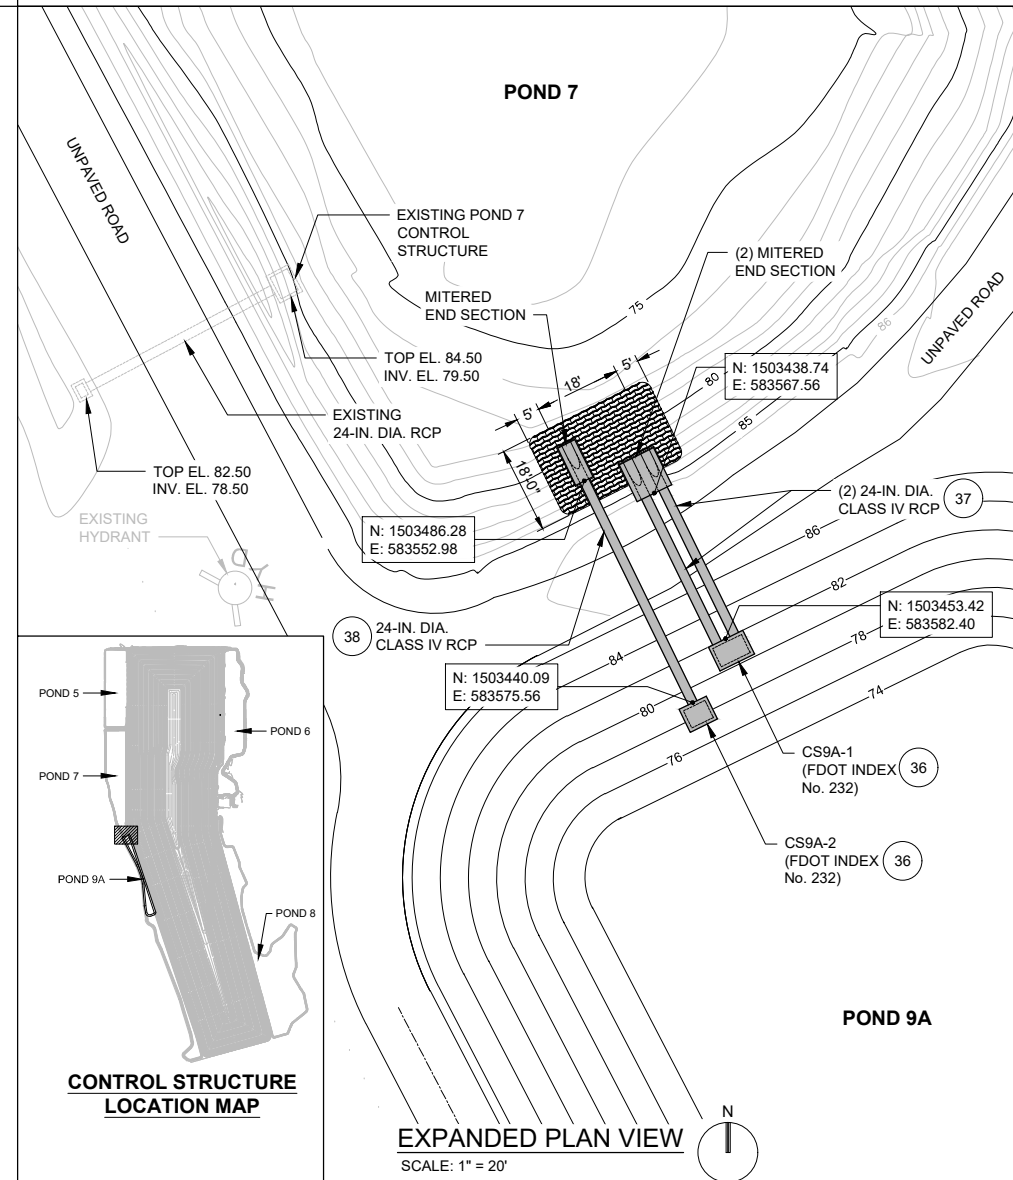 POND 7
UNPAVED ROAD
EXISTING POND 7
CONTROL
STRUCTURE
(2) MITERED
END SECTION
MITERED
END SECTION
75
86
UNPAVED ROAD
TOP EL. 84.50
INV. EL. 79.50
5'
18'
5'
80
N: 1503438.74
E: 583567.56
EXISTING
24-IN. DIA. RCP
85
18'-0"
TOP EL. 82.50
INV. EL. 78.50
(2) 24-IN. DIA.
CLASS IV RCP
37
EXISTING
HYDRANT
N: 1503486.28
E: 583552.98
86
HYD
82
N: 1503453.42
E: 583582.40
38
24-IN. DIA.
CLASS IV RCP
78
84
N: 1503440.09
E: 583575.56
74
80
76
CS9A-1
(FDOT INDEX
No. 232)
36
CS9A-2
(FDOT INDEX
No. 232)
36
POND 5
POND 6
POND 7
POND 9A
POND 8
CONTROL STRUCTURE
LOCATION MAP
POND 9A
EXPANDED PLAN VIEW
SCALE: 1" = 20'
N